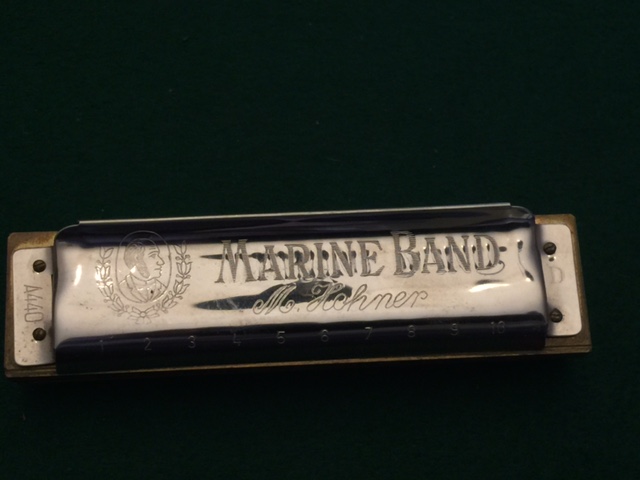 MARINE BAND
M. Hohner
A440
1 2 3 4 5 6 7 8 9 10
D